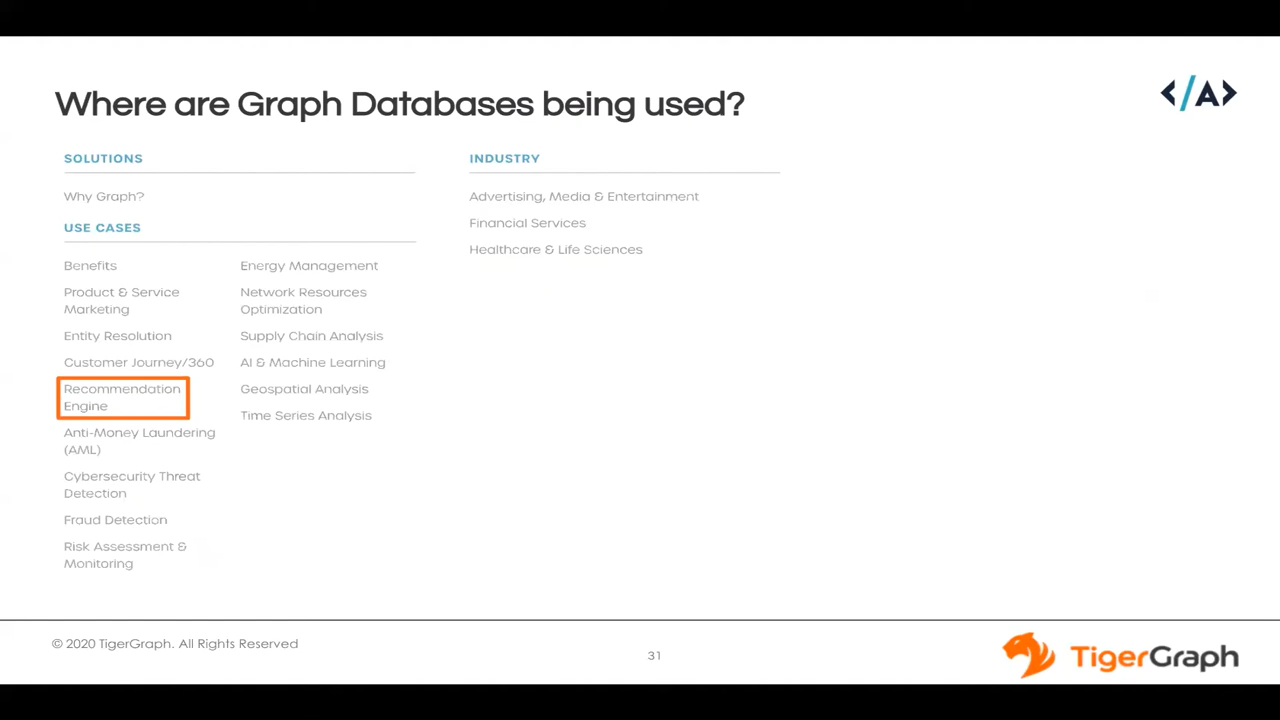 Where are Graph Databases being used?
</A>
SOLUTIONS
Why Graph?
USE CASES
Benefits
Product & Service
Marketing
Entity Resolution
Customer Journey/360
Recommendation
Engine
Anti-Money Laundering
(AML)
Cybersecurity Threat
Detection
Fraud Detection
Risk Assessment &
Monitoring
Energy Management
Network Resources
Optimization
Supply Chain Analysis
AI & Machine Learning
Geospatial Analysis
Time Series Analysis
INDUSTRY
Advertising, Media & Entertainment
Financial Services
Healthcare & Life Sciences
© 2020 TigerGraph. All Rights Reserved
31
TigerGraph